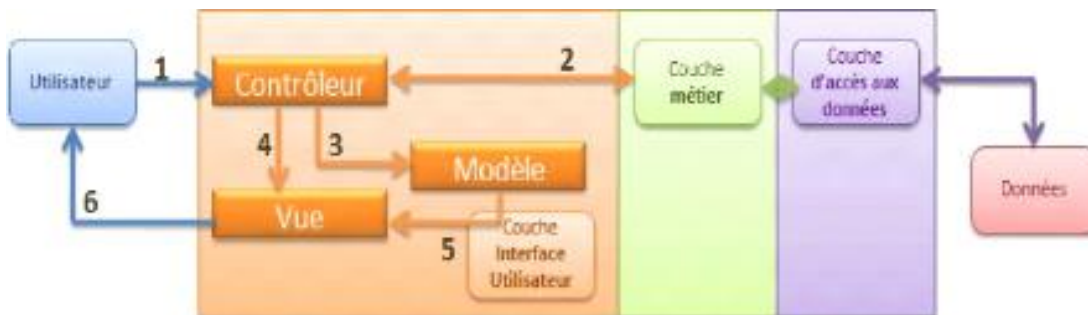 Utilisateur
1
Contrôleur
2
Couche
métier
Couche
d'accès aux
données
4
3
Modèle
Données
6
Vue
5
Couche
Interface
Utilisateur